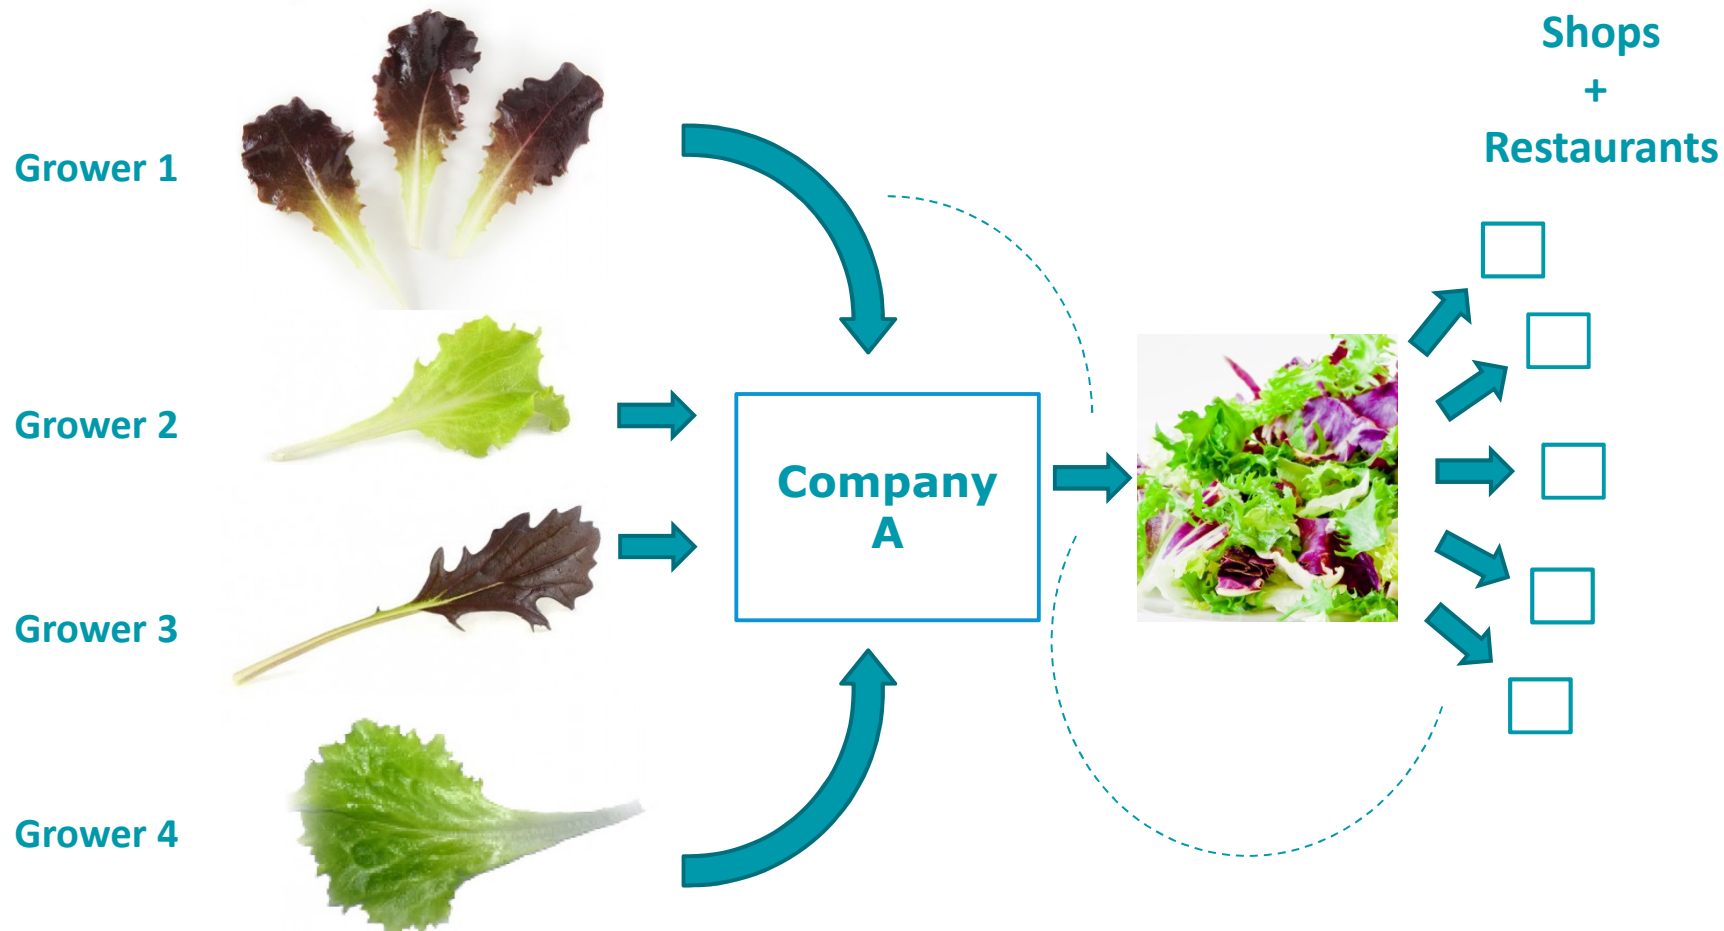 Shops
+
Restaurants
Grower 1
Grower 2
Company
A
Grower 3
Grower 4